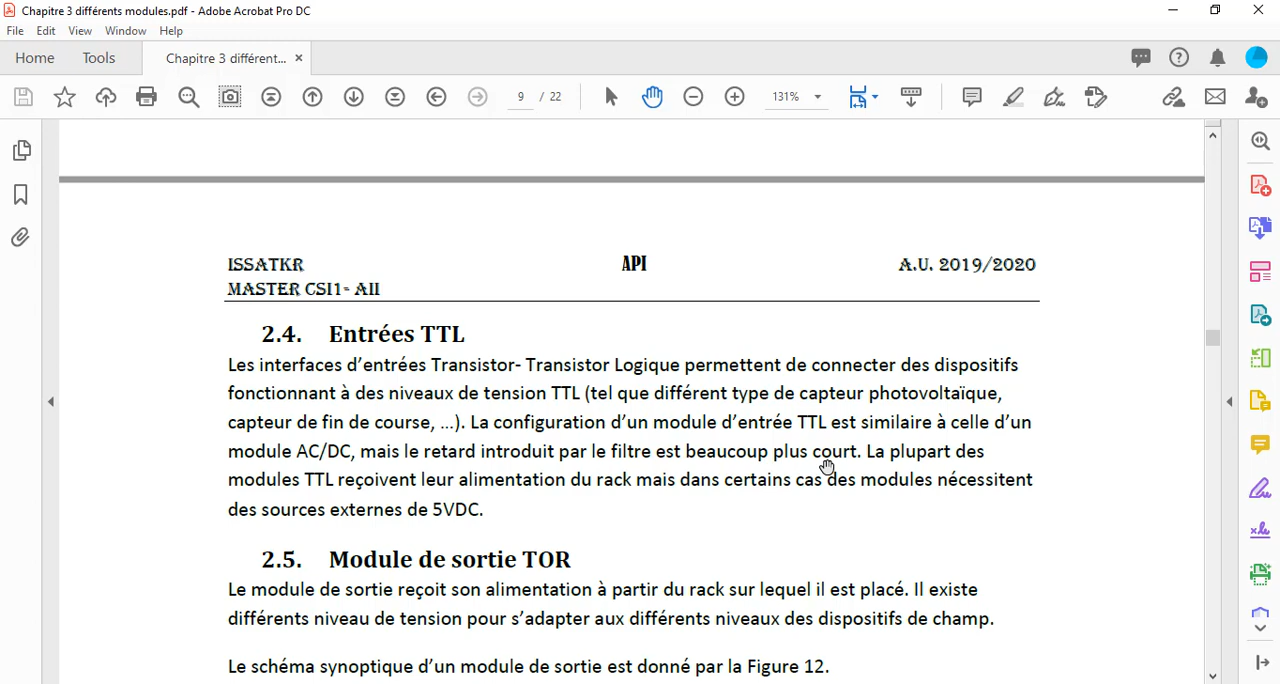 Chapitre 3 différents modules.pdf - Adobe Acrobat Pro DC
File Edit View Window Help
Home Tools Chapitre 3 différent... ×
9 / 22 131%
ISSATKR API A.U. 2019/2020
MASTER CSI1- AII
2.4. Entrées TTL
Les interfaces d’entrées Transistor- Transistor Logique permettent de connecter des dispositifs
fonctionnant à des niveaux de tension TTL (tel que différent type de capteur photovoltaïque,
capteur de fin de course, …). La configuration d’un module d’entrée TTL est similaire à celle d’un
module AC/DC, mais le retard introduit par le filtre est beaucoup plus court. La plupart des
modules TTL reçoivent leur alimentation du rack mais dans certains cas des modules nécessitent
des sources externes de 5VDC.
2.5. Module de sortie TOR
Le module de sortie reçoit son alimentation à partir du rack sur lequel il est placé. Il existe
différents niveau de tension pour s’adapter aux différents niveaux des dispositifs de champ.
Le schéma synoptique d’un module de sortie est donné par la Figure 12.